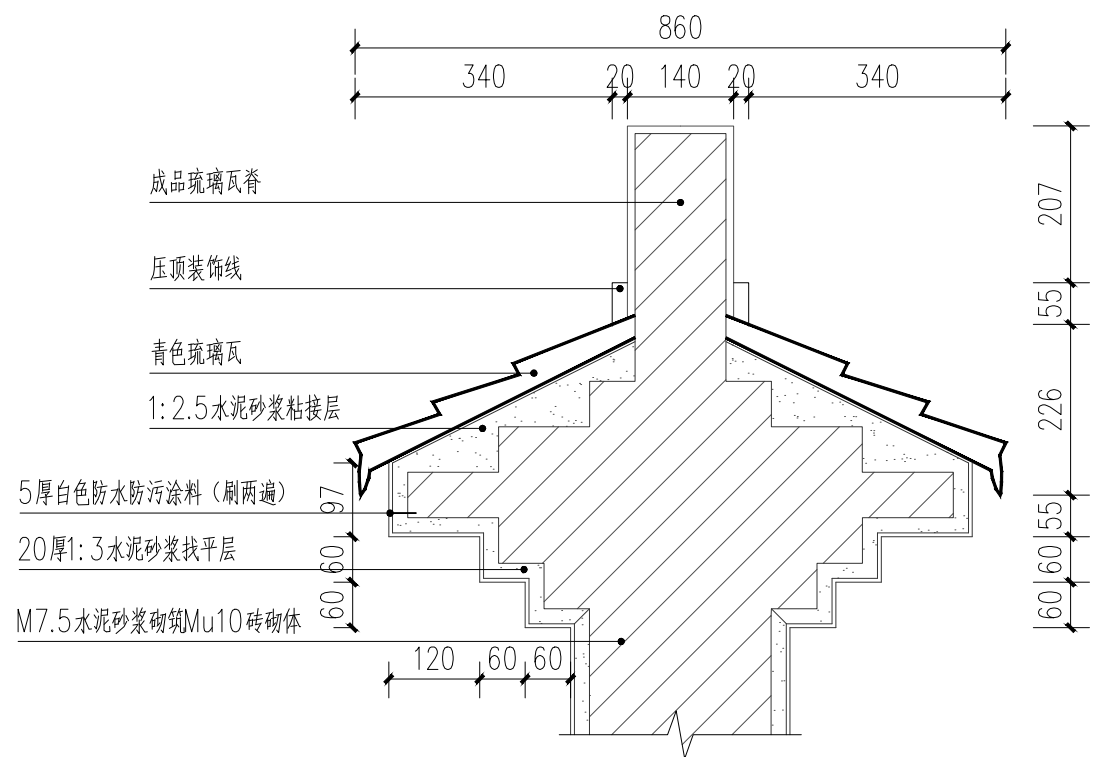 860
340 20 140 20 340
成品琉璃瓦脊
207
压顶装饰线
55
青色琉璃瓦
1：2.5水泥砂浆粘接层
226
5厚白色防水防污涂料（刷两遍）
97
55
20厚1：3水泥砂浆找平层
60
60
M7.5水泥砂浆砌筑Mu10砖砌体
60
60
120 60 60